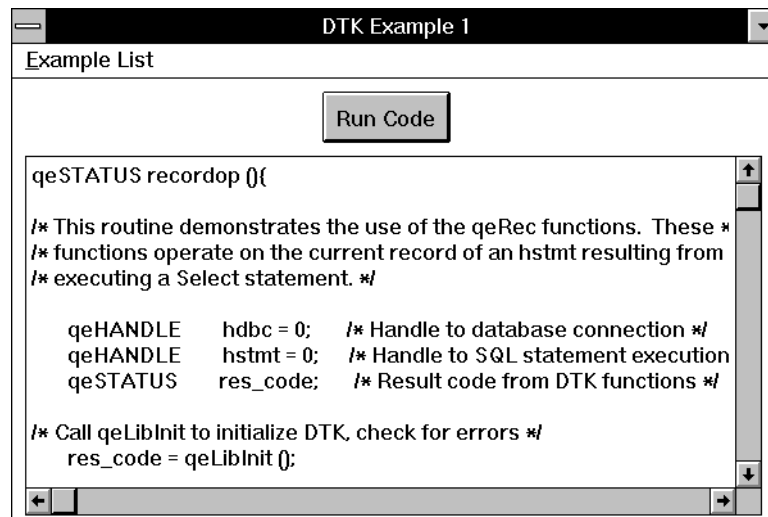 DTK Example 1
Example List
Run Code
qeSTATUS recordop (){
/* This routine demonstrates the use of the qeRec functions.  These *
/* functions operate on the current record of an hstmt resulting from
/* executing a Select statement. */
qeHANDLE hdbc = 0; /* Handle to database connection */
qeHANDLE hstmt = 0; /* Handle to SQL statement execution
qeSTATUS res_code; /* Result code from DTK functions */
/* Call qeLibInit to initialize DTK, check for errors */
res_code = qeLibInit ();